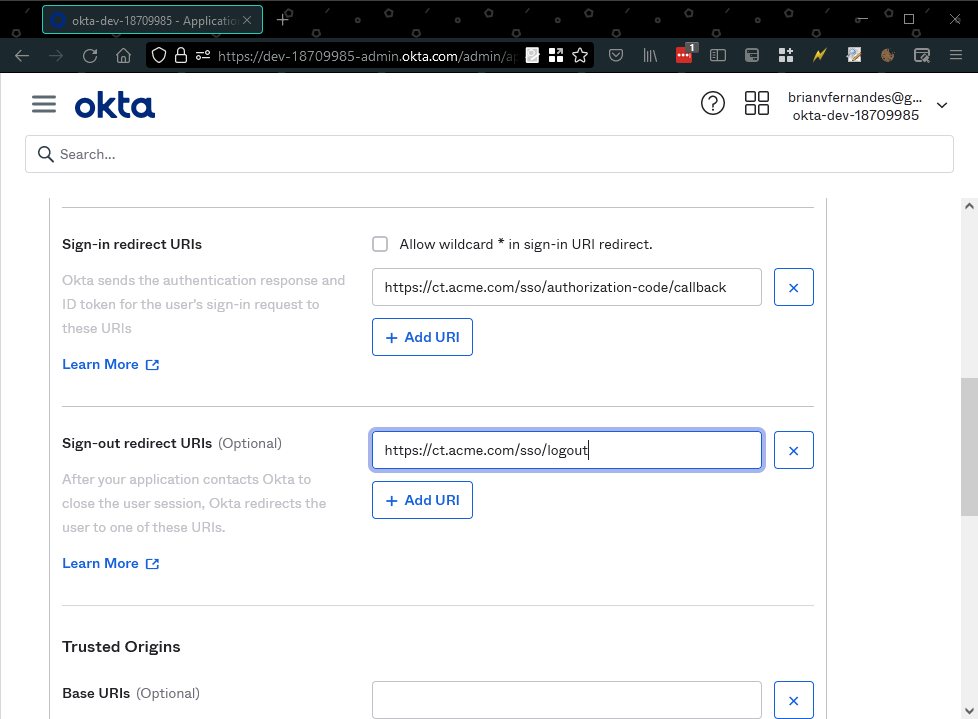 okta-dev-18709985 - Applicatio
https://dev-18709985-admin.okta.com/admin/ap
1
okta
brianvfernandes@g...
okta-dev-18709985
Search...
Sign-in redirect URIs
Allow wildcard * in sign-in URI redirect.
Okta sends the authentication response and
ID token for the user's sign-in request to
these URIs
https://ct.acme.com/sso/authorization-code/callback
+ Add URI
Learn More
Sign-out redirect URIs (Optional)
https://ct.acme.com/sso/logout
After your application contacts Okta to
close the user session, Okta redirects the
user to one of these URIs.
+ Add URI
Learn More
Trusted Origins
Base URIs (Optional)